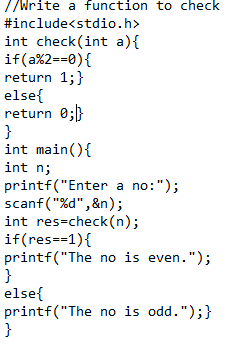 //Write a function to check
#include<stdio.h>
int check(int a){
if(a%2==0){
return 1;}
else{
return 0;}
}
int main(){
int n;
printf("Enter a no:");
scanf("%d",&n);
int res=check(n);
if(res==1){
printf("The no is even.");
}
else{
printf("The no is odd.");}
}